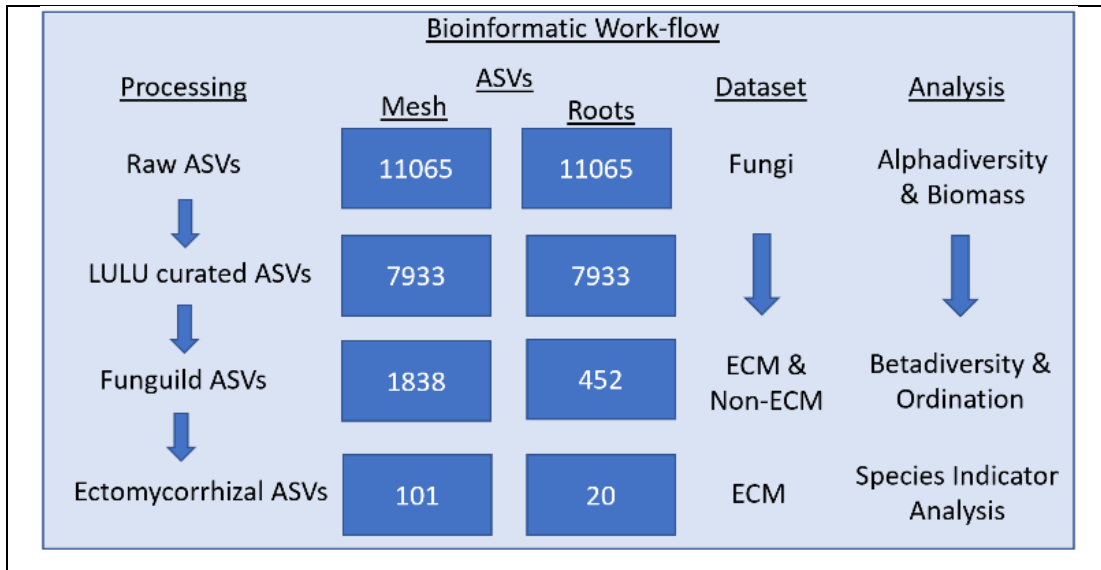 Bioinformatic Work-flow
Processing ASVs Dataset Analysis
Mesh Roots
Raw ASVs 11065 11065 Fungi Alphadiversity
& Biomass
LULU curated ASVs 7933 7933
Funguild ASVs 1838 452 ECM & Betadiversity &
Non-ECM Ordination
Ectomycorrhizal ASVs 101 20 ECM Species Indicator
Analysis